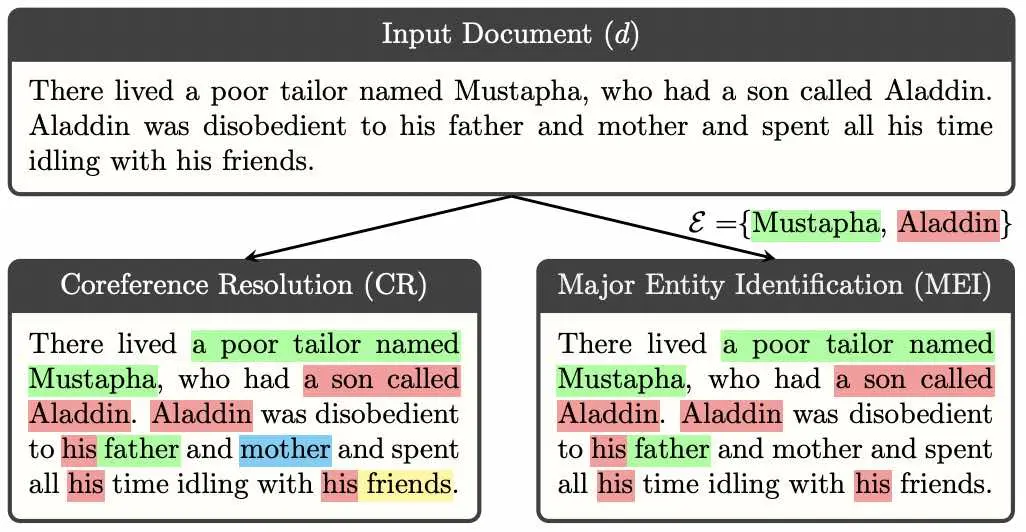 Input Document (d)
There lived a poor tailor named Mustapha, who had a son called Aladdin.
Aladdin was disobedient to his father and mother and spent all his time
idling with his friends.
ℰ ={Mustapha, Aladdin}
Coreference Resolution (CR)
There lived a poor tailor named
Mustapha, who had a son called
Aladdin. Aladdin was disobedient
to his father and mother and spent
all his time idling with his friends.
Major Entity Identification (MEI)
There lived a poor tailor named
Mustapha, who had a son called
Aladdin. Aladdin was disobedient
to his father and mother and spent
all his time idling with his friends.